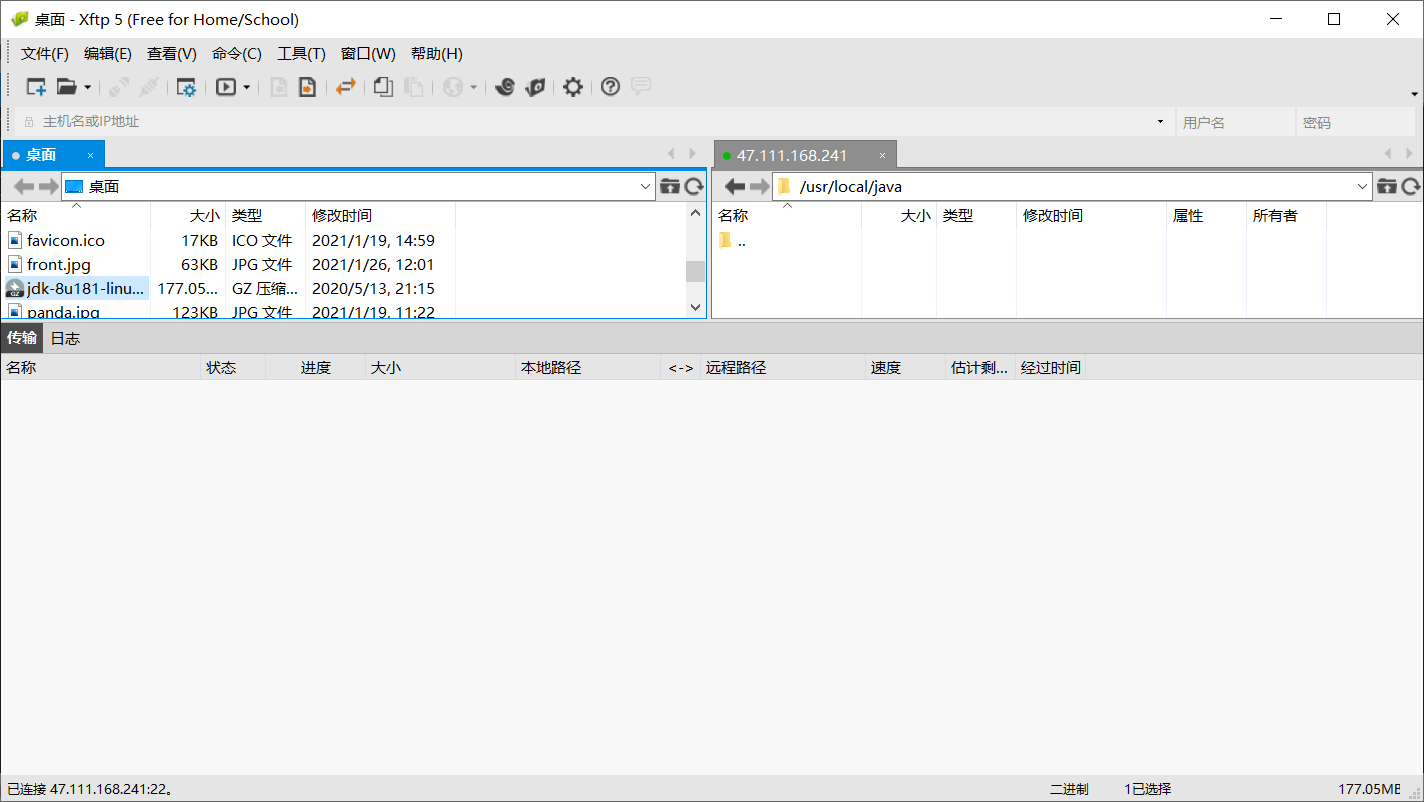 桌面 - Xftp 5 (Free for Home/School)
文件(F) 编辑(E) 查看(V) 命令(C) 工具(T) 窗口(W) 帮助(H)
主机名或IP地址 用户名 密码
桌面 × 47.111.168.241 ×
桌面 /usr/local/java
名称 大小 类型 修改时间 名称 大小 类型 修改时间 属性 所有者
favicon.ico 17KB ICO 文件 2021/1/19, 14:59 ..
front.jpg 63KB JPG 文件 2021/1/26, 12:01
jdk-8u181-linu... 177.05... GZ 压缩... 2020/5/13, 21:15
panda.jpg 123KB JPG 文件 2021/1/19, 11:22
传输 日志
名称 状态 进度 大小 本地路径 <-> 远程路径 速度 估计剩... 经过时间
已连接 47.111.168.241:22。 二进制 1已选择 177.05MB